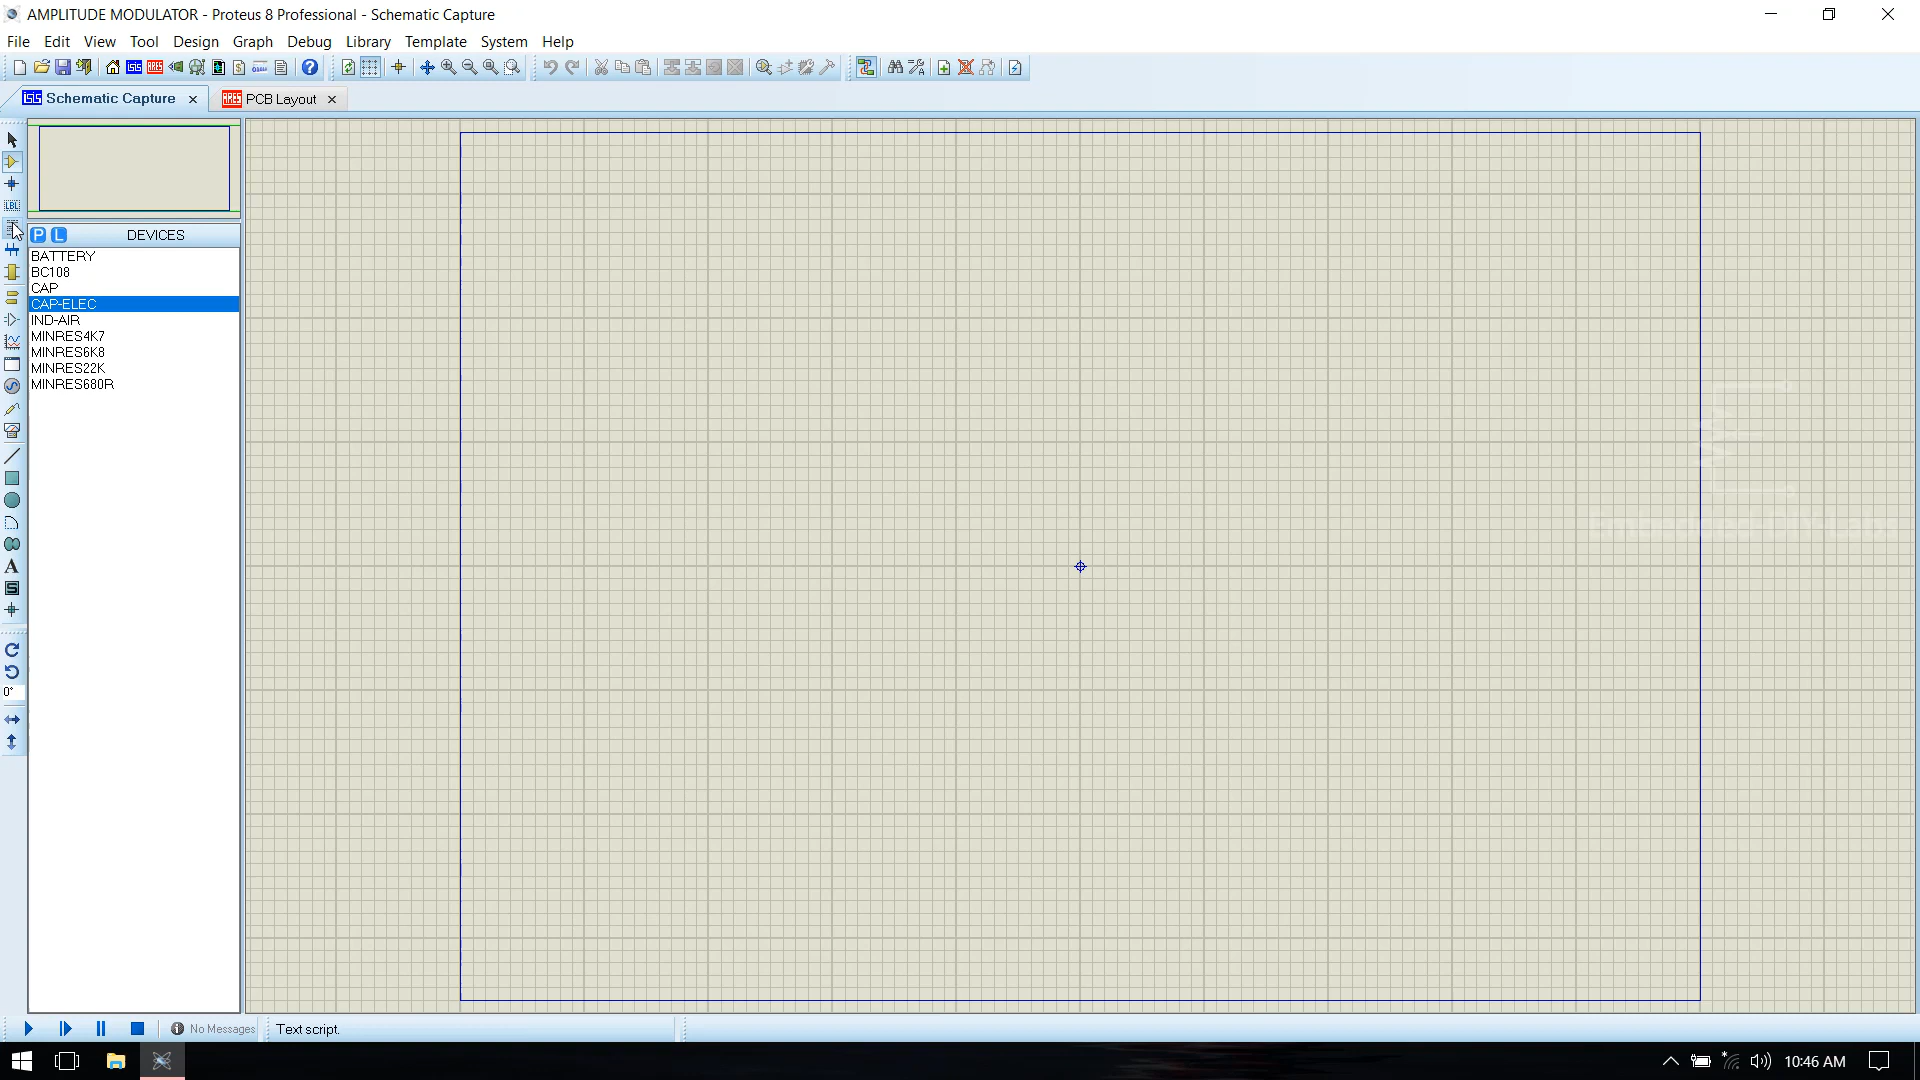 AMPLITUDE MODULATOR - Proteus 8 Professional - Schematic Capture
File Edit View Tool Design Graph Debug Library Template System Help
Schematic Capture
PCB Layout
LBL
P L DEVICES
BATTERY
BC108
CAP
CAP-ELEC
IND-AIR
MINRES4K7
MINRES6K8
MINRES22K
MINRES680R
A
S
0°
No Messages
Text script.
10:46 AM